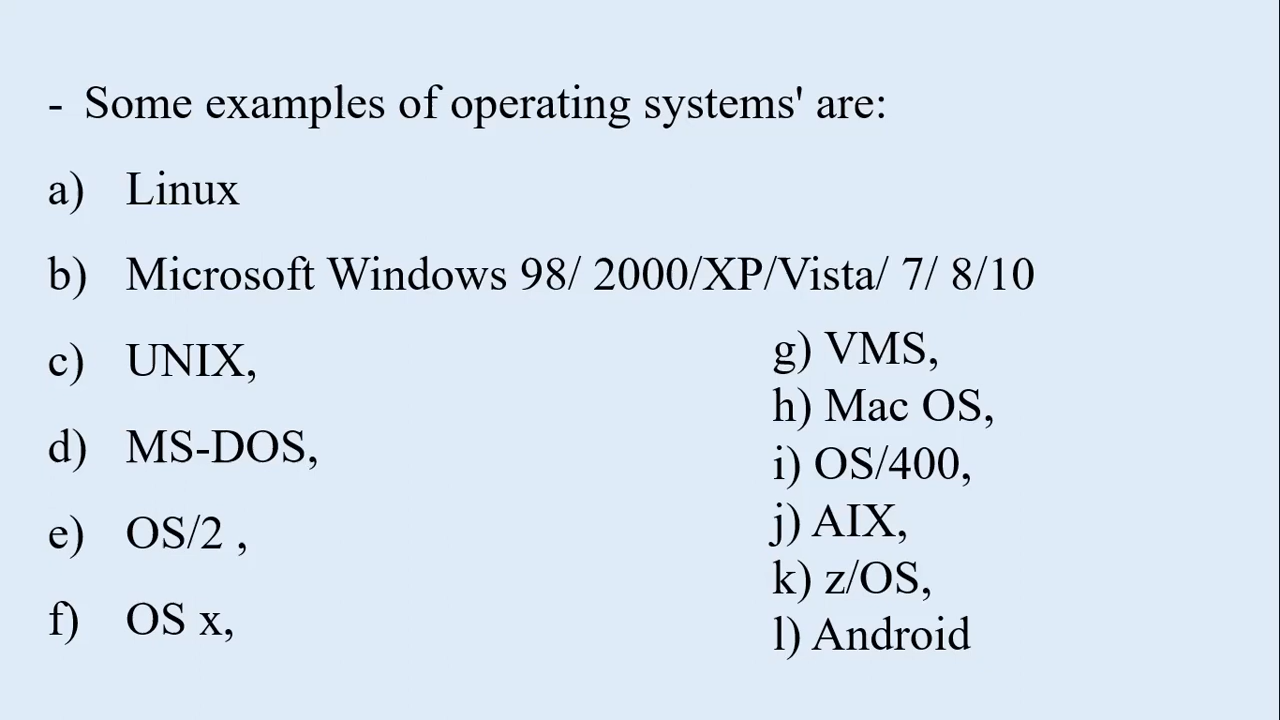 - Some examples of operating systems' are:
a) Linux
b) Microsoft Windows 98/ 2000/XP/Vista/ 7/ 8/10
c) UNIX,
d) MS-DOS,
e) OS/2 ,
f) OS x,
g) VMS,
h) Mac OS,
i) OS/400,
j) AIX,
k) z/OS,
l) Android